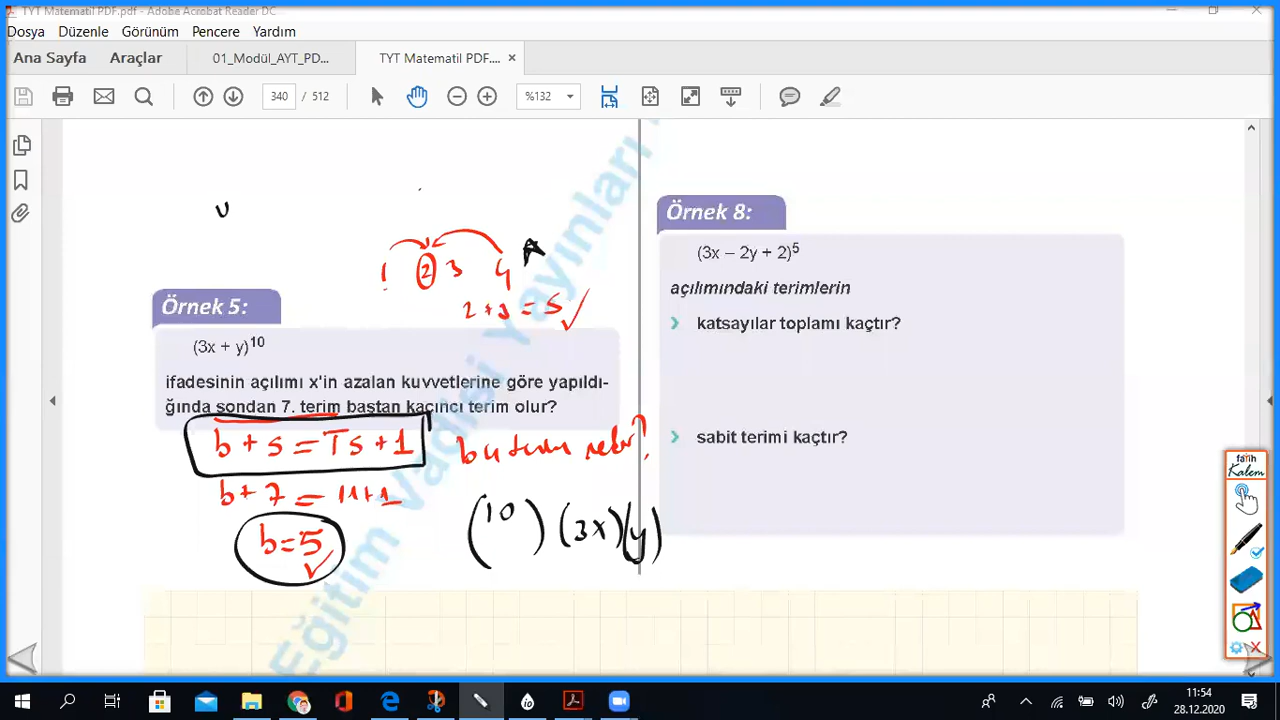 TYT Matematil PDF.pdf - Adobe Acrobat Reader DC
Dosya Düzenle Görünüm Pencere Yardım
Ana Sayfa Araçlar 01_Modül_AYT_PD... TYT Matematil PDF.... ×
340 / 512 %132
1 2 3 4 A
2 + 3 = 5 ✓
Örnek 5:
(3x + y)¹⁰
ifadesinin açılımı x'in azalan kuvvetlerine göre yapıldı-
ğında sondan 7. terim baştan kaçıncı terim olur?
b + s = Ts + 1
b + 7 = 11 + 1
b = 5 ✓
bu terim nedir?
(10) (3x) (y)
Örnek 8:
(3x – 2y + 2)⁵
açılımındaki terimlerin
› katsayılar toplamı kaçtır?
› sabit terimi kaçtır?
Eğitim Vadisi Yayınları
fatih
Kalem
11:54
28.12.2020